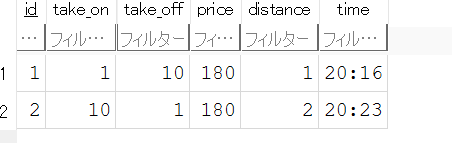 id take_on take_off price distance time
… フィル… フィルター フィ… フィルター フィル…
1 1 1 10 180 1 20:16
2 2 10 1 180 2 20:23